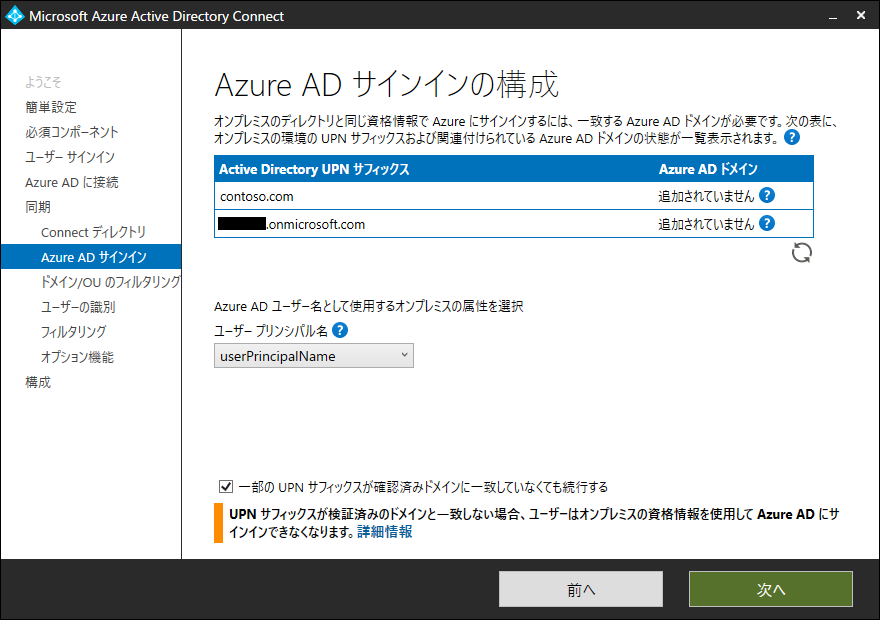 Microsoft Azure Active Directory Connect
ようこそ
簡単設定
必須コンポーネント
ユーザー サインイン
Azure AD に接続
同期
Connect ディレクトリ
Azure AD サインイン
ドメイン/OU のフィルタリング
ユーザーの識別
フィルタリング
オプション機能
構成
Azure AD サインインの構成
オンプレミスのディレクトリと同じ資格情報で Azure にサインインするには、一致する Azure AD ドメインが必要です。次の表に、
オンプレミスの環境の UPN サフィックスおよび関連付けられている Azure AD ドメインの状態が一覧表示されます。 ?
Active Directory UPN サフィックス Azure AD ドメイン
contoso.com 追加されていません ?
.onmicrosoft.com 追加されていません ?
Azure AD ユーザー名として使用するオンプレミスの属性を選択
ユーザー プリンシパル名 ?
userPrincipalName
一部の UPN サフィックスが確認済みドメインに一致していなくても続行する
UPN サフィックスが検証済みのドメインと一致しない場合、ユーザーはオンプレミスの資格情報を使用して Azure AD にサ
インインできなくなります。詳細情報
前へ
次へ